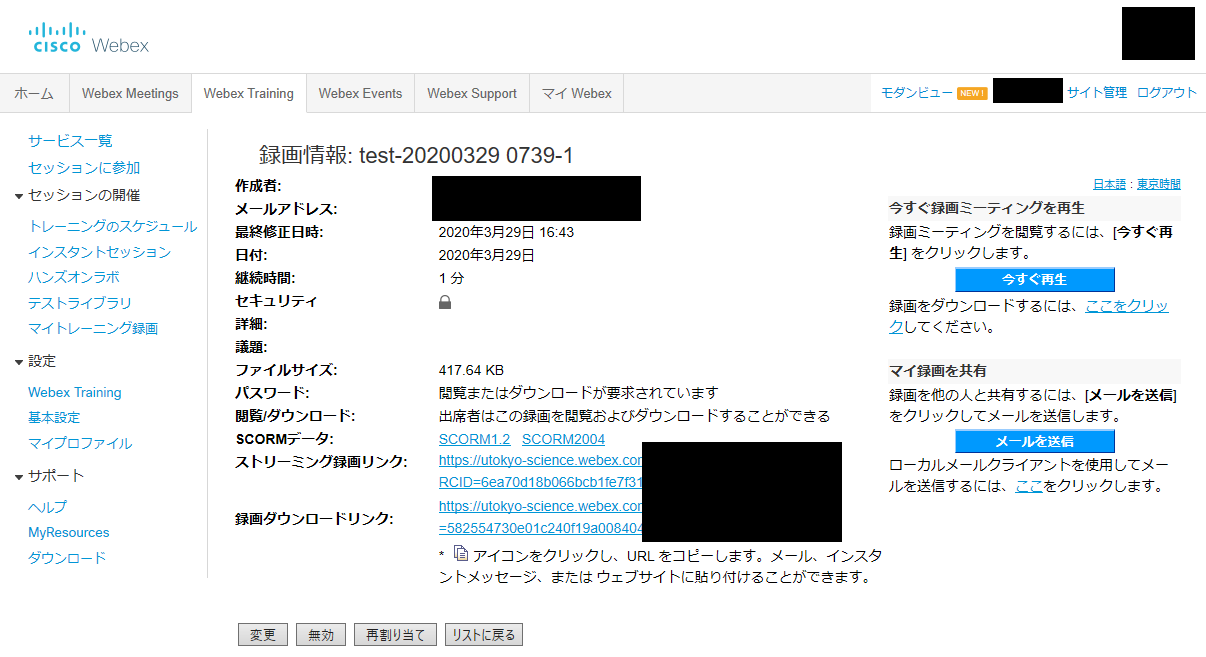 CISCO Webex
ホーム
Webex Meetings
Webex Training
Webex Events
Webex Support
マイ Webex
モダンビュー NEW !
サイト管理
ログアウト
サービス一覧
セッションに参加
セッションの開催
トレーニングのスケジュール
インスタントセッション
ハンズオンラボ
テストライブラリ
マイトレーニング録画
設定
Webex Training
基本設定
マイプロファイル
サポート
ヘルプ
MyResources
ダウンロード
録画情報: test-20200329 0739-1
作成者:
メールアドレス:
最終修正日時: 2020年3月29日 16:43
日付: 2020年3月29日
継続時間: 1 分
セキュリティ
詳細:
議題:
ファイルサイズ: 417.64 KB
パスワード: 閲覧またはダウンロードが要求されています
閲覧/ダウンロード: 出席者はこの録画を閲覧およびダウンロードすることができる
SCORMデータ: SCORM1.2 SCORM2004
ストリーミング録画リンク: https://utokyo-science.webex.com
RCID=6ea70d18b066bcb1fe7f31
録画ダウンロードリンク: https://utokyo-science.webex.com
=582554730e01c240f19a008404
* アイコンをクリックし、URL をコピーします。メール、インスタ
ントメッセージ、または ウェブサイトに貼り付けることができます。
変更
無効
再割り当て
リストに戻る
日本語 : 東京時間
今すぐ録画ミーティングを再生
録画ミーティングを閲覧するには、[今すぐ再
生] をクリックします。
今すぐ再生
録画をダウンロードするには、ここをクリッ
クしてください。
マイ録画を共有
録画を他の人と共有するには、[メールを送信]
をクリックしてメールを送信します。
メールを送信
ローカルメールクライアントを使用してメー
ルを送信するには、ここをクリックします。